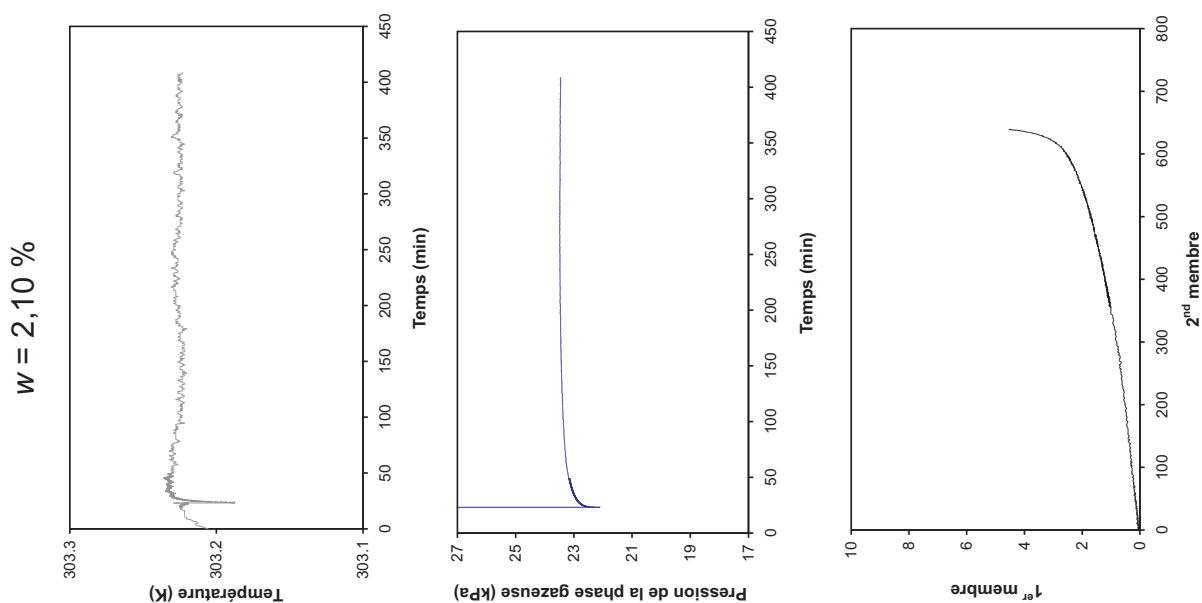 w = 2,10 %
Température (K)
303.3
303.2
303.1
0 50 100 150 200 250 300 350 400 450
Temps (min)
Pression de la phase gazeuse (kPa)
27
25
23
21
19
17
0 50 100 150 200 250 300 350 400 450
Temps (min)
1er membre
10
8
6
4
2
0
0 100 200 300 400 500 600 700 800
2nd membre